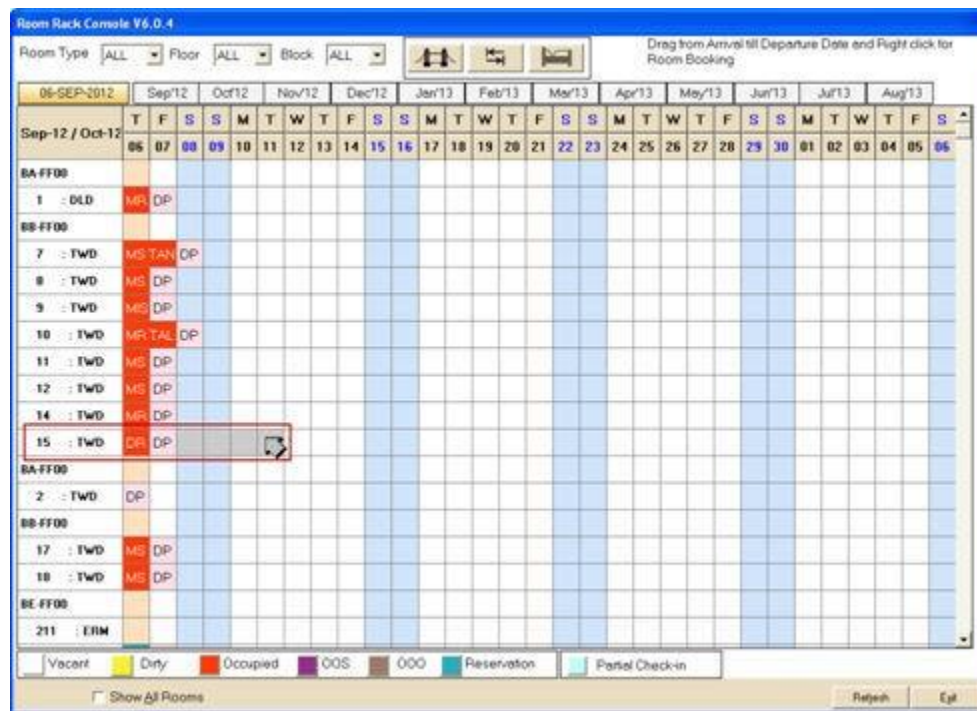 Room Rack Console V6.0.4
Room Type ALL Floor ALL Block ALL
Drag from Arrival till Departure Date and Right click for
Room Booking
06-SEP-2012 Sep'12 Oct'12 Nov'12 Dec'12 Jan'13 Feb'13 Mar'13 Apr'13 May'13 Jun'13 Jul'13 Aug'13
Sep-12 / Oct-12 T F S S M T W T F S S M T W T F S S M T W T F S S M T W T F S
06 07 08 09 10 11 12 13 14 15 16 17 18 19 20 21 22 23 24 25 26 27 28 29 30 01 02 03 04 05 06
BA-FF00
1 : DLD MR DP
BB-FF00
7 : TWD MS TAN DP
8 : TWD MS DP
9 : TWD MIS DP
10 : TWD MR TAL DP
11 : TWD MS DP
12 : TWD MS DP
14 : TWD MR DP
15 : TWD DR DP
BA-FF00
2 : TWD DP
BB-FF00
17 : TWD MS DP
18 : TWD MS DP
BE-FF00
211 : ERM
Vacant Dirty Occupied OOS OOO Reservation Partial Check-in
Show All Rooms Refresh Exit